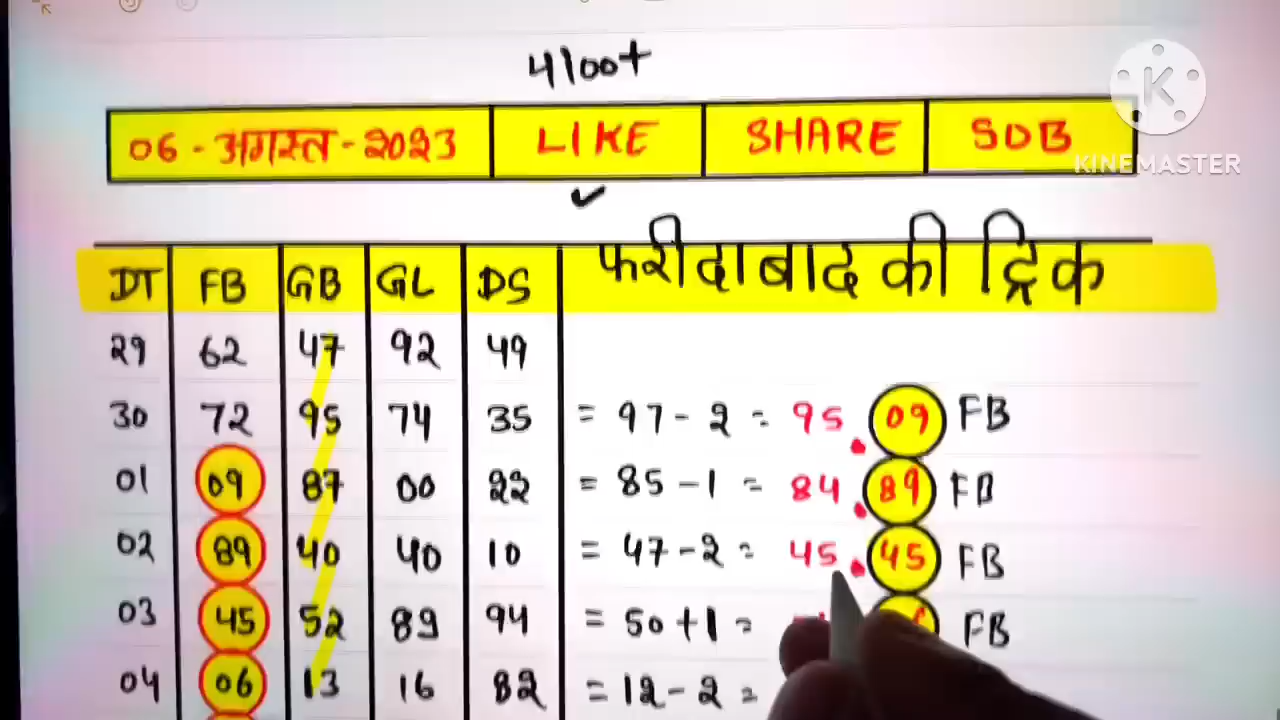 4100+
06 - अगस्त - २०२3 LIKE SHARE SUB
KINEMASTER
DT FB GB GL DS फरीदाबाद की ट्रिक
29 62 47 92 49
30 72 95 74 35 = 97 - 2 = 95 . 09 FB
01 09 87 00 22 = 85 - 1 = 84 . 89 FB
02 89 40 40 10 = 47 - 2 = 45 . 45 FB
03 45 52 89 94 = 50 + 1 = FB
04 06 13 16 82 = 12 - 2 =